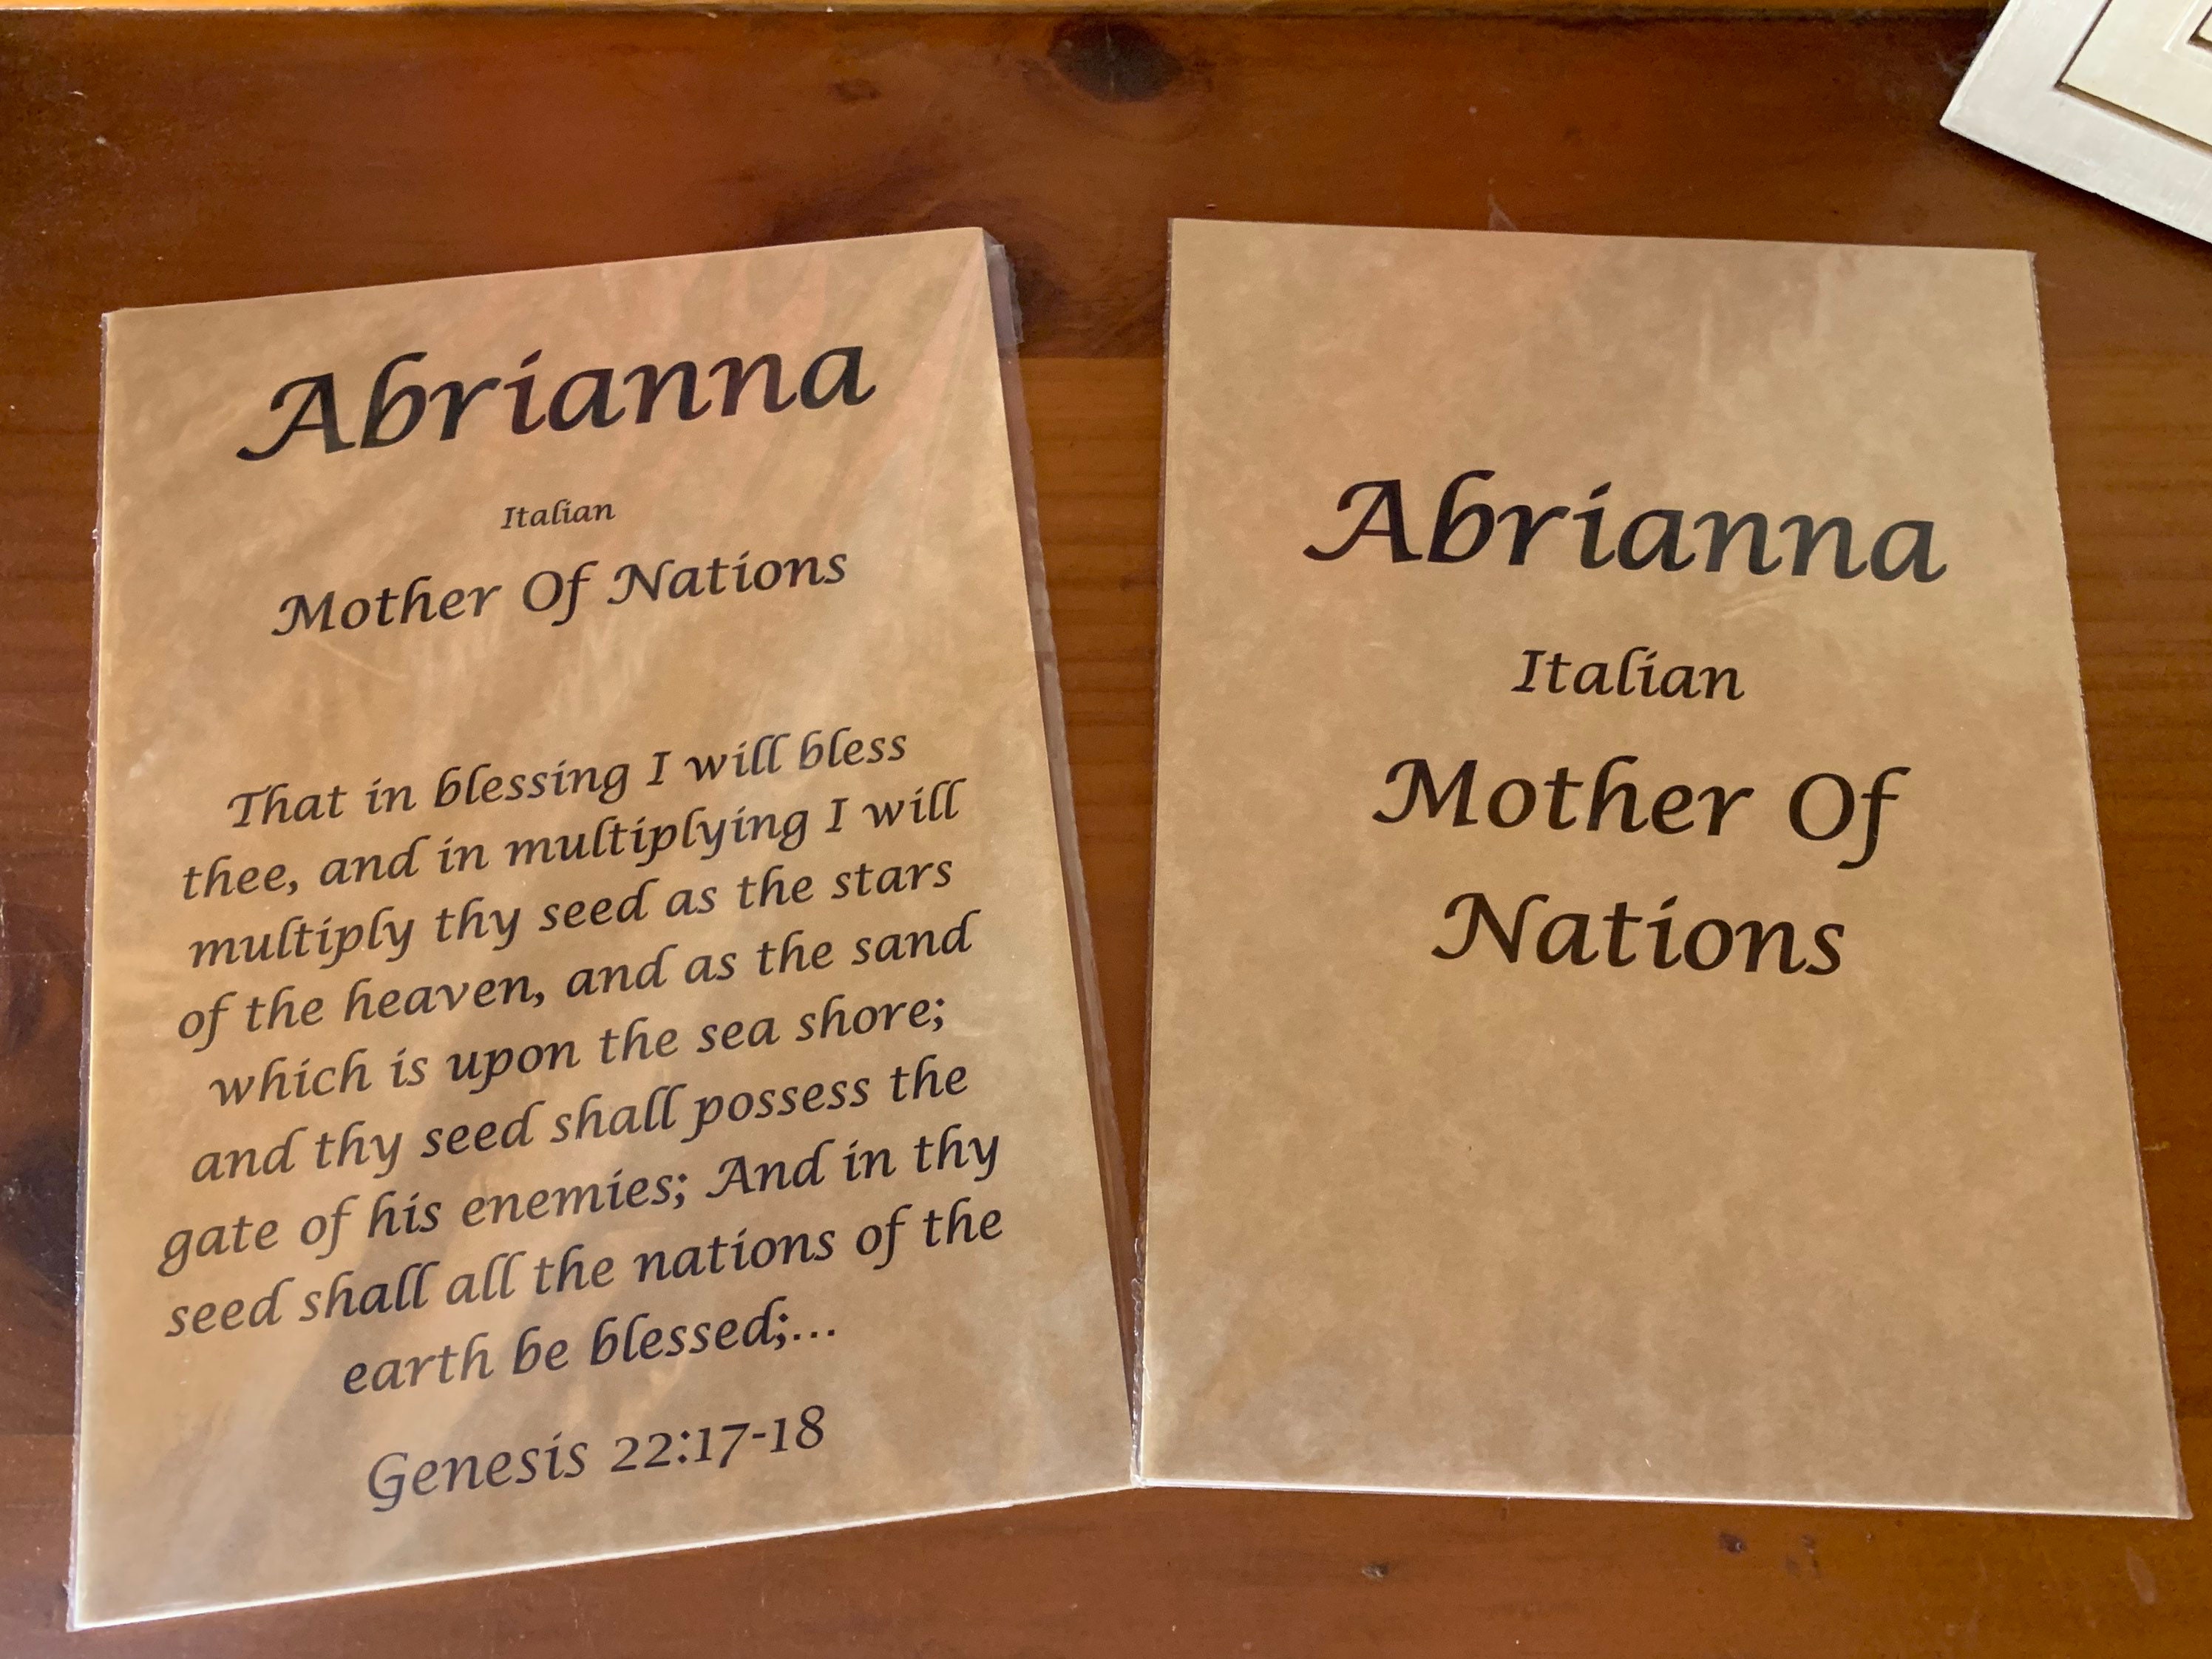 Abrianna
Italian
Mother Of Nations
That in blessing I will bless
thee, and in multiplying I will
multiply thy seed as the stars
of the heaven, and as the sand
which is upon the sea shore;
and thy seed shall possess the
gate of his enemies; And in thy
seed shall all the nations of the
earth be blessed;...
Genesis 22:17-18
Abrianna
Italian
Mother Of
Nations